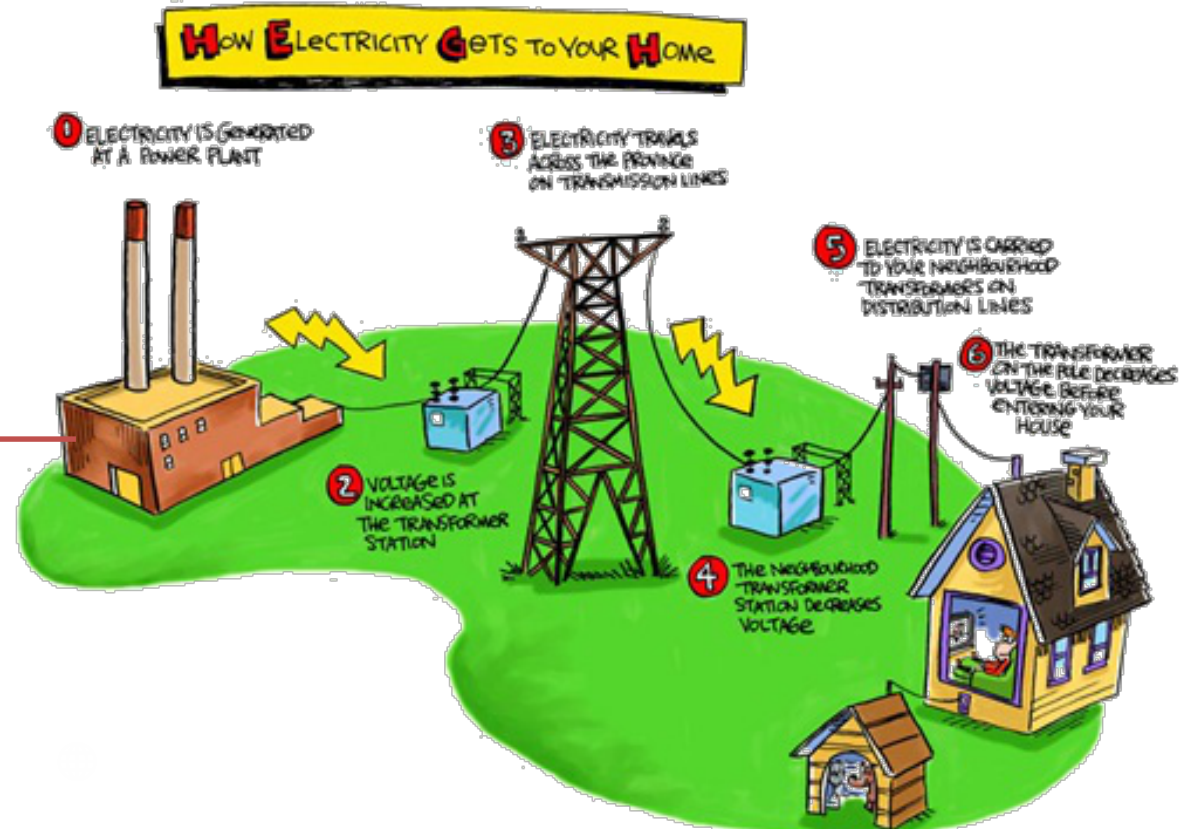 HOW ELECTRICITY GETS TO YOUR HOME
1 ELECTRICITY IS GENERATED
AT A POWER PLANT
2 VOLTAGE IS
INCREASED AT
THE TRANSFORMER
STATION
3 ELECTRICITY TRAVELS
ACROSS THE PROVINCE
ON TRANSMISSION LINES
4 THE NEIGHBOURHOOD
TRANSFORMER
STATION DECREASES
VOLTAGE
5 ELECTRICITY IS CARRIED
TO YOUR NEIGHBOURHOOD
TRANSFORMERS ON
DISTRIBUTION LINES
6 THE TRANSFORMER
ON THE POLE DECREASES
VOLTAGE BEFORE
ENTERING YOUR
HOUSE